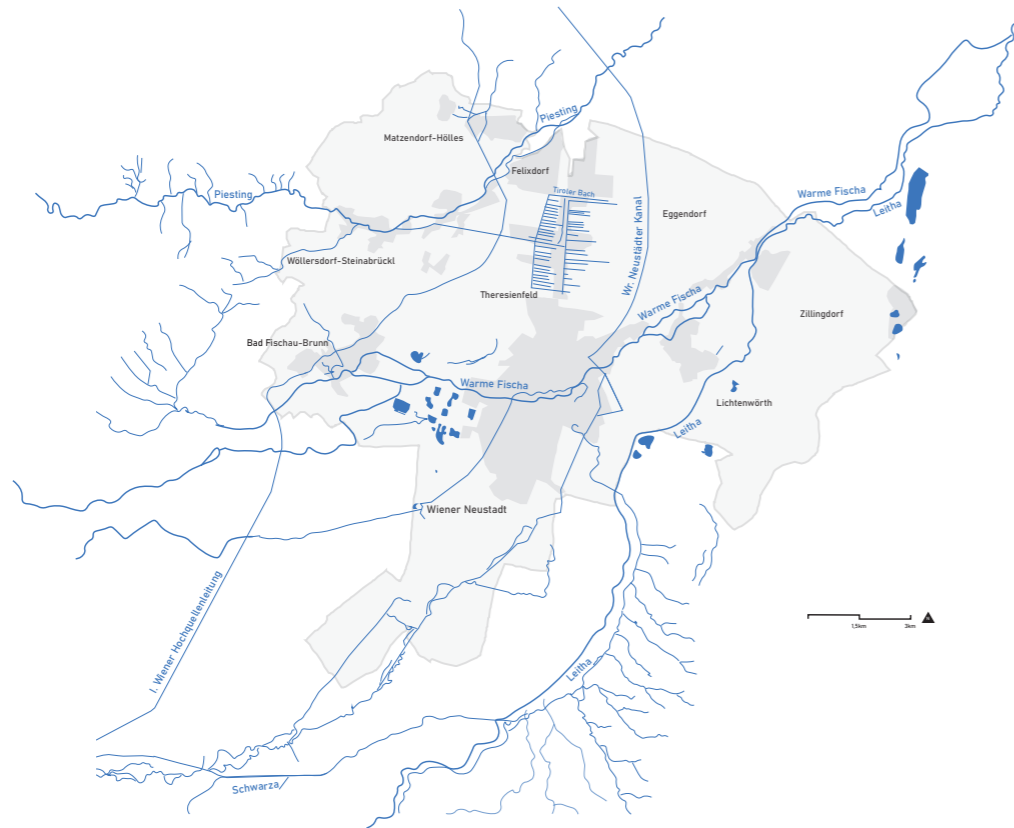 Piesting
Matzendorf-Hölles
Felixdorf
Piesting
Tiroler Bach
Warme Fischa
Leitha
Eggendorf
Wr. Neustädter Kanal
Wöllersdorf-Steinabrückl
Theresienfeld
Warme Fischa
Zillingdorf
Bad Fischau-Brunn
Warme Fischa
Lichtenwörth
Leitha
Wiener Neustadt
I. Wiener Hochquellenleitung
1,5km
3km
Leitha
Schwarza